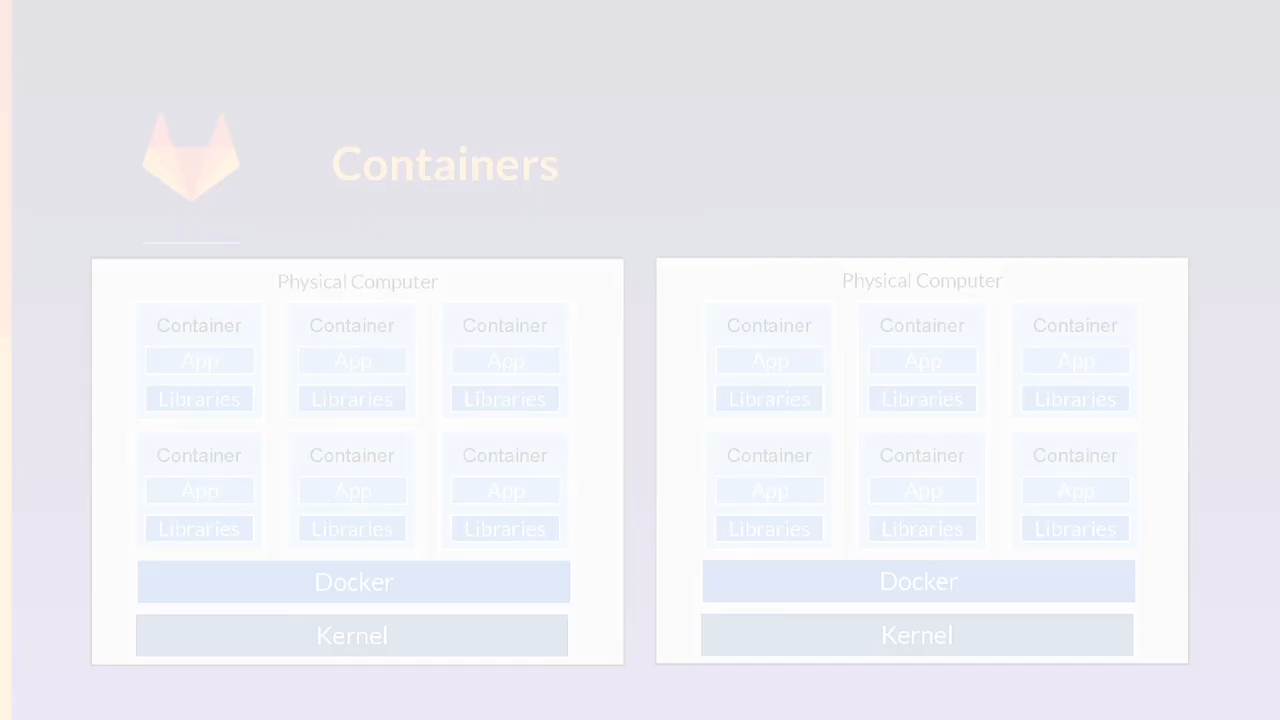 Containers
Physical Computer
Container Container Container
App App App
Libraries Libraries Libraries
Container Container Container
App App App
Libraries Libraries Libraries
Docker
Kernel
Physical Computer
Container Container Container
App App App
Libraries Libraries Libraries
Container Container Container
App App App
Libraries Libraries Libraries
Docker
Kernel